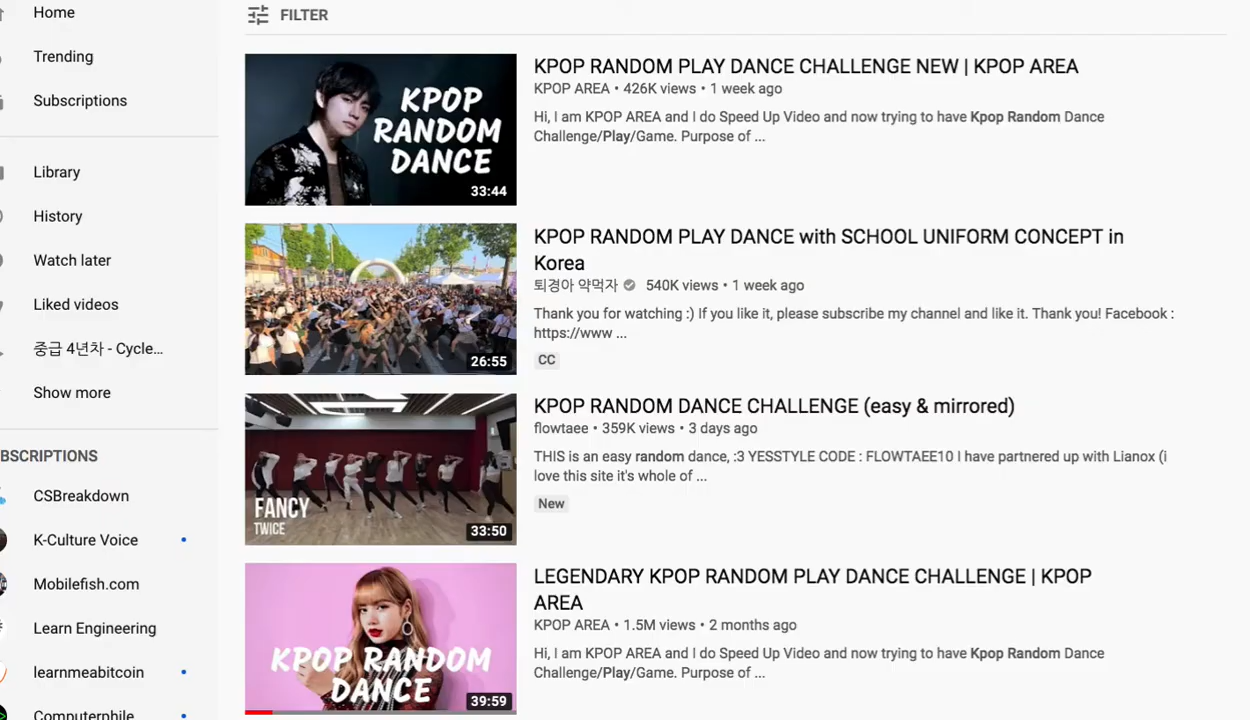 Home
Trending
Subscriptions
Library
History
Watch later
Liked videos
중급 4년차 - Cycle...
Show more
BSCRIPTIONS
CSBreakdown
K-Culture Voice
Mobilefish.com
Learn Engineering
learnmeabitcoin
Computerphile
FILTER
KPOP
RANDOM
DANCE
33:44
KPOP RANDOM PLAY DANCE CHALLENGE NEW | KPOP AREA
KPOP AREA • 426K views • 1 week ago
Hi, I am KPOP AREA and I do Speed Up Video and now trying to have Kpop Random Dance
Challenge/Play/Game. Purpose of ...
26:55
KPOP RANDOM PLAY DANCE with SCHOOL UNIFORM CONCEPT in
Korea
퇴경아 약먹자 540K views • 1 week ago
Thank you for watching :) If you like it, please subscribe my channel and like it. Thank you! Facebook :
https://www ...
CC
FANCY
TWICE
33:50
KPOP RANDOM DANCE CHALLENGE (easy & mirrored)
flowtaee • 359K views • 3 days ago
THIS is an easy random dance, :3 YESSTYLE CODE : FLOWTAEE10 I have partnered up with Lianox (i
love this site it's whole of ...
New
KPOP RANDOM
DANCE
39:59
LEGENDARY KPOP RANDOM PLAY DANCE CHALLENGE | KPOP
AREA
KPOP AREA • 1.5M views • 2 months ago
Hi, I am KPOP AREA and I do Speed Up Video and now trying to have Kpop Random Dance
Challenge/Play/Game. Purpose of ...